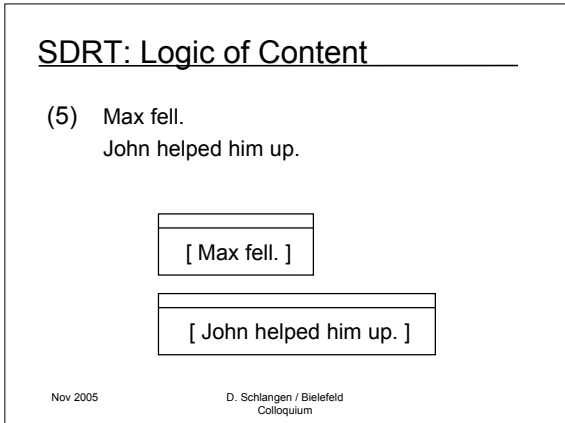 SDRT: Logic of Content
(5) Max fell.
John helped him up.
[ Max fell. ]
[ John helped him up. ]
Nov 2005
D. Schlangen / Bielefeld
Colloquium